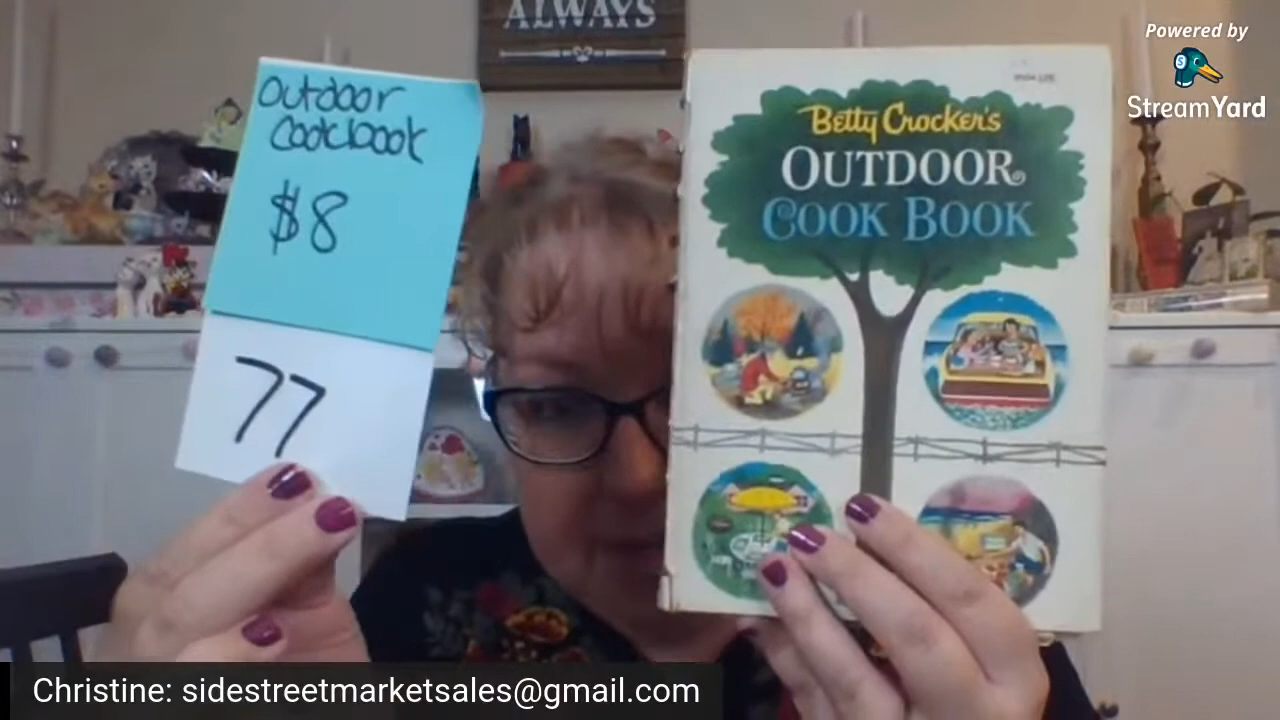 ALWAYS
Powered by
StreamYard
Outdoor
Cookbook
$8
77
Betty Crocker's
OUTDOOR
COOK BOOK
Christine: sidestreetmarketsales@gmail.com